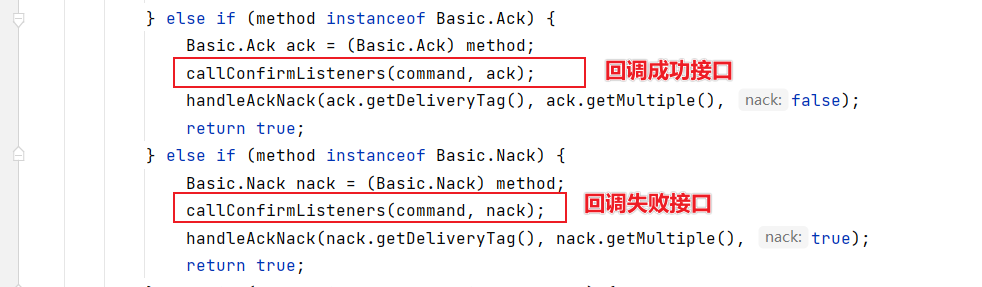 } else if (method instanceof Basic.Ack) {
Basic.Ack ack = (Basic.Ack) method;
callConfirmListeners(command, ack); 回调成功接口
handleAckNack(ack.getDeliveryTag(), ack.getMultiple(), nack: false);
return true;
} else if (method instanceof Basic.Nack) {
Basic.Nack nack = (Basic.Nack) method;
callConfirmListeners(command, nack); 回调失败接口
handleAckNack(nack.getDeliveryTag(), nack.getMultiple(), nack: true);
return true;